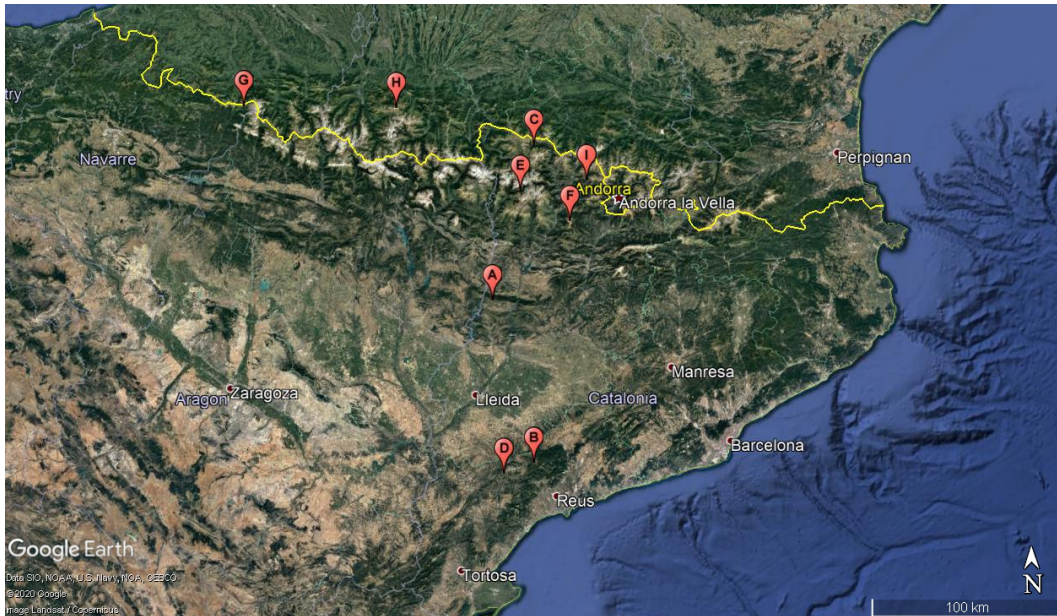 G
H
C
I
E
F
A
B
D
try
Navarre
Perpignan
Andorra
Andorra la Vella
Manresa
Aragon
Zaragoza
Lleida
Catalonia
Barcelona
Reus
Tortosa
Google Earth
Data SIO, NOAA, U.S. Navy, NGA, GEBCO
©2020 Google
Image Landsat / Copernicus
N
100 km